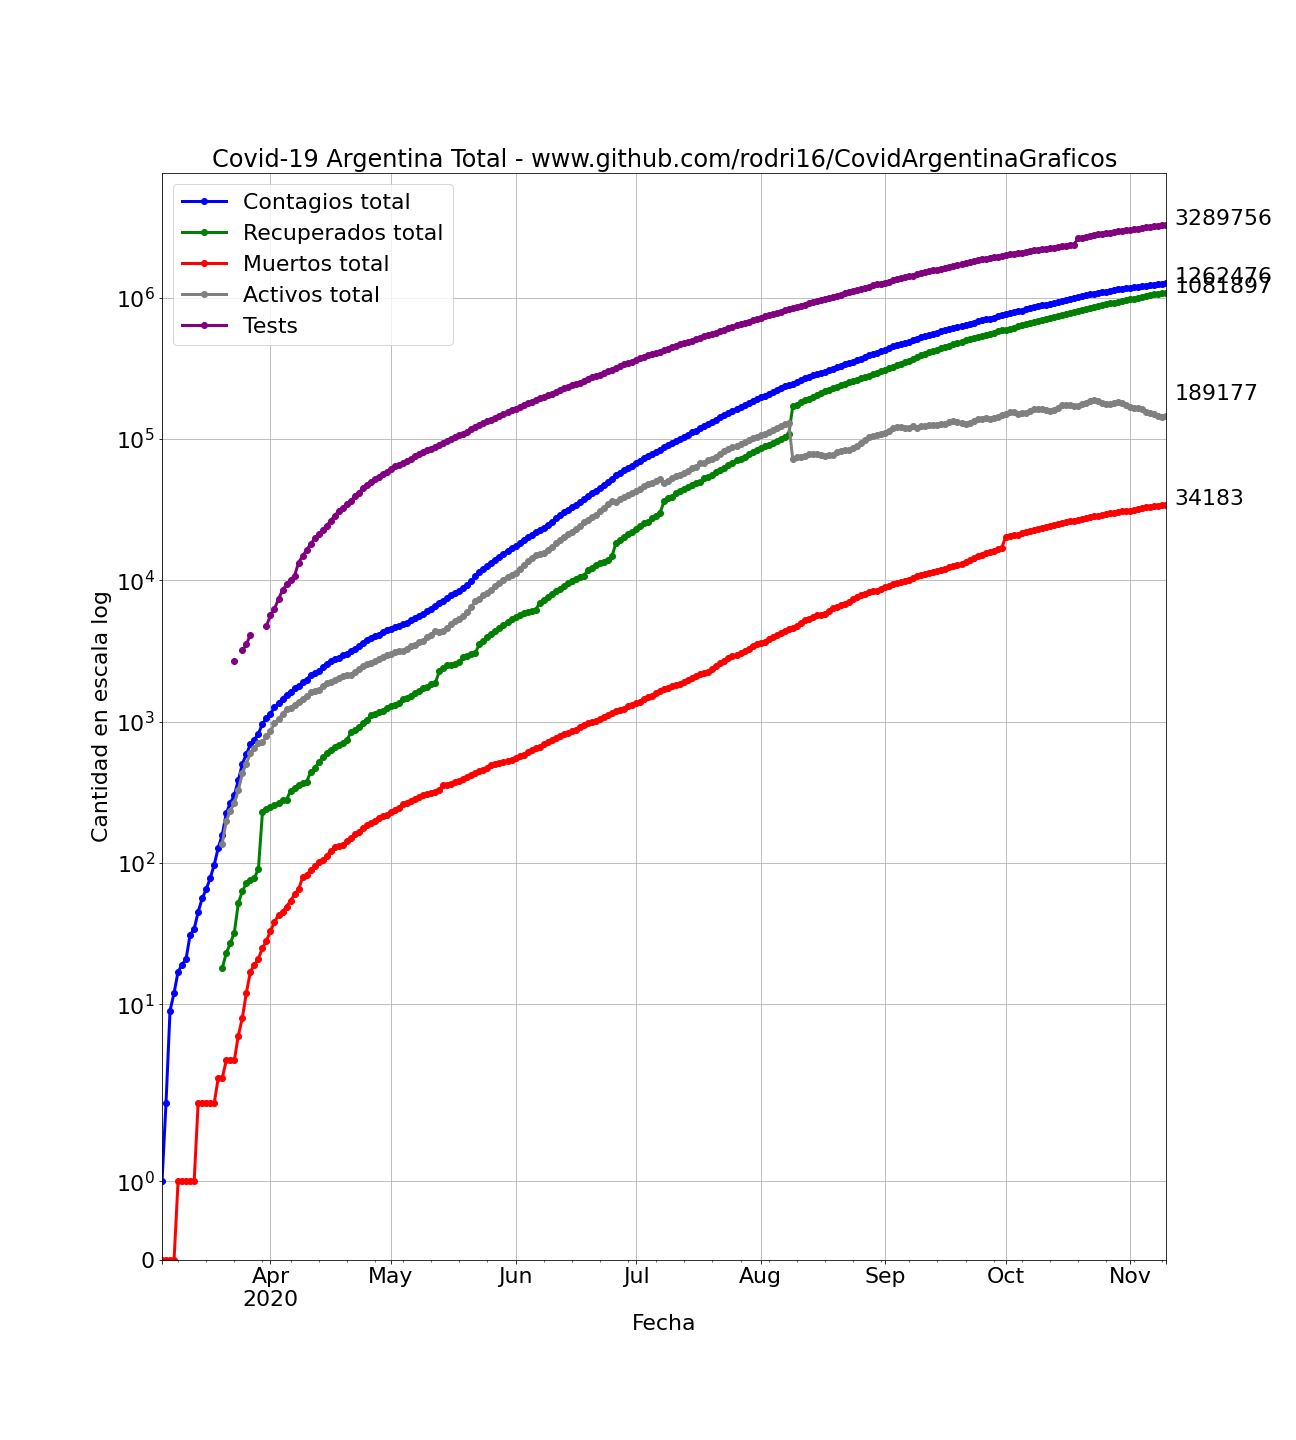 Covid-19 Argentina Total - www.github.com/rodri16/CovidArgentinaGraficos
Contagios total
Recuperados total
Muertos total
Activos total
Tests
3289756
1262476
1081897
189177
34183
10^6
10^5
10^4
10^3
10^2
10^1
10^0
0
Cantidad en escala log
Apr May Jun Jul Aug Sep Oct Nov
2020
Fecha